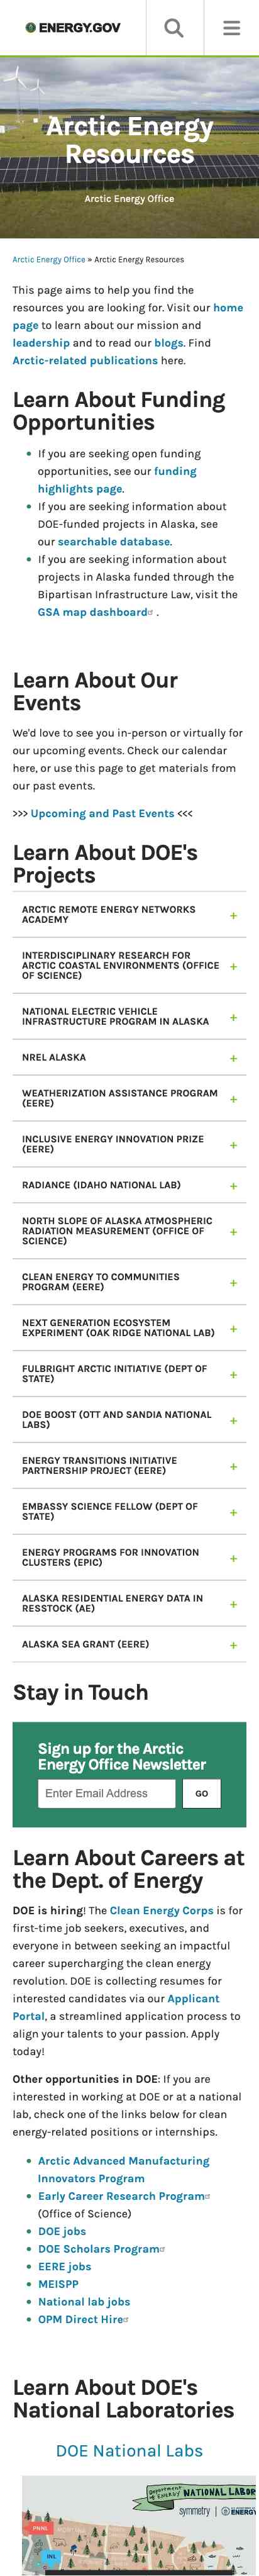 ENERGY.GOV
Arctic Energy
Resources
Arctic Energy Office
Arctic Energy Office » Arctic Energy Resources
This page aims to help you find the
resources you are looking for. Visit our home
page to learn about our mission and
leadership and to read our blogs. Find
Arctic-related publications here.
Learn About Funding
Opportunities
• If you are seeking open funding
opportunities, see our funding
highlights page.
• If you are seeking information about
DOE-funded projects in Alaska, see
our searchable database.
• If you are seeking information about
projects in Alaska funded through the
Bipartisan Infrastructure Law, visit the
GSA map dashboard .
Learn About Our
Events
We'd love to see you in-person or virtually for
our upcoming events. Check our calendar
here, or use this page to get materials from
our past events.
>>> Upcoming and Past Events <<<
Learn About DOE's
Projects
ARCTIC REMOTE ENERGY NETWORKS
ACADEMY +
INTERDISCIPLINARY RESEARCH FOR
ARCTIC COASTAL ENVIRONMENTS (OFFICE +
OF SCIENCE)
NATIONAL ELECTRIC VEHICLE
INFRASTRUCTURE PROGRAM IN ALASKA +
NREL ALASKA +
WEATHERIZATION ASSISTANCE PROGRAM
(EERE) +
INCLUSIVE ENERGY INNOVATION PRIZE
(EERE) +
RADIANCE (IDAHO NATIONAL LAB) +
NORTH SLOPE OF ALASKA ATMOSPHERIC
RADIATION MEASUREMENT (OFFICE OF +
SCIENCE)
CLEAN ENERGY TO COMMUNITIES
PROGRAM (EERE) +
NEXT GENERATION ECOSYSTEM
EXPERIMENT (OAK RIDGE NATIONAL LAB) +
FULBRIGHT ARCTIC INITIATIVE (DEPT OF
STATE) +
DOE BOOST (OTT AND SANDIA NATIONAL
LABS) +
ENERGY TRANSITIONS INITIATIVE
PARTNERSHIP PROJECT (EERE) +
EMBASSY SCIENCE FELLOW (DEPT OF
STATE) +
ENERGY PROGRAMS FOR INNOVATION
CLUSTERS (EPIC) +
ALASKA RESIDENTIAL ENERGY DATA IN
RESSTOCK (AE) +
ALASKA SEA GRANT (EERE) +
Stay in Touch
Sign up for the Arctic
Energy Office Newsletter
Enter Email Address GO
Learn About Careers at
the Dept. of Energy
DOE is hiring! The Clean Energy Corps is for
first-time job seekers, executives, and
everyone in between seeking an impactful
career supercharging the clean energy
revolution. DOE is collecting resumes for
interested candidates via our Applicant
Portal, a streamlined application process to
align your talents to your passion. Apply
today!
Other opportunities in DOE: If you are
interested in working at DOE or at a national
lab, check one of the links below for clean
energy-related positions or internships.
• Arctic Advanced Manufacturing
Innovators Program
• Early Career Research Program
(Office of Science)
• DOE jobs
• DOE Scholars Program
• EERE jobs
• MEISPP
• National lab jobs
• OPM Direct Hire
Learn About DOE's
National Laboratories
DOE National Labs
Department of ENERGY NATIONAL LABOR
symmetry ENERGY
PNNL
INL